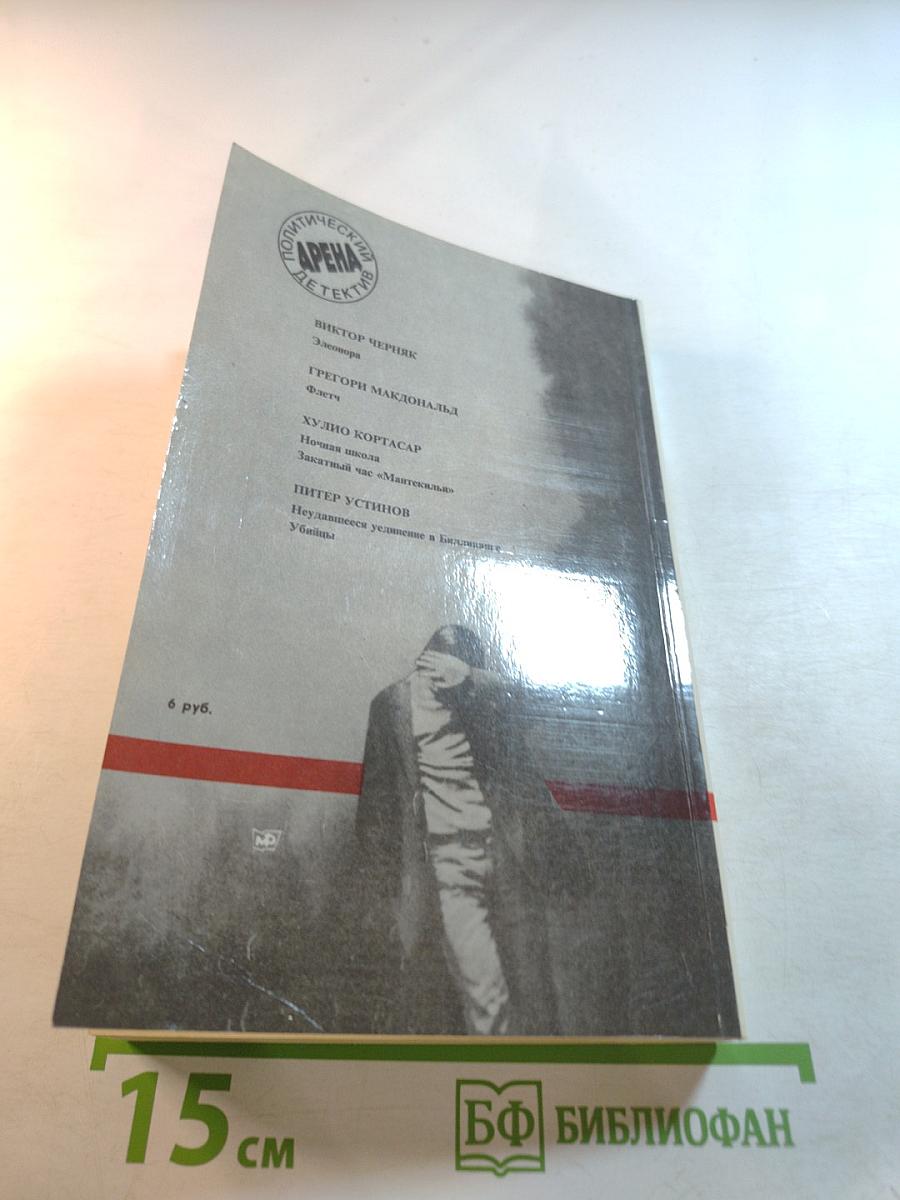 ПОЛИТИЧЕСКИЙ
АРЕНА
ДЕТЕКТИВ
ВИКТОР ЧЕРНЯК
Элеонора
ГРЕГОРИ МАКДОНАЛЬД
Флетч
ХУЛИО КОРТАСАР
Ночная школа
Закатный час «Мантекильи»
ПИТЕР УСТИНОВ
Неудавшееся уединение в
Убийцы
6 руб.
МР
15 см
БФ БИБЛИОФАН